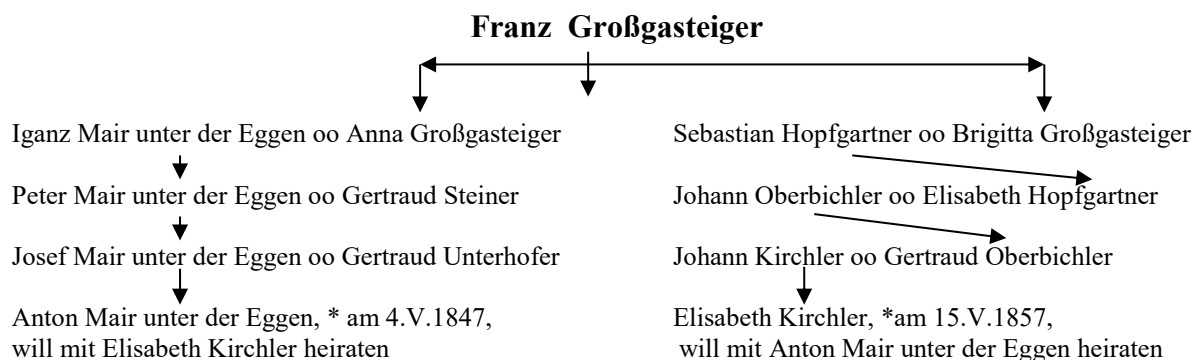 Franz Großgasteiger
Iganz Mair unter der Eggen oo Anna Großgasteiger
Sebastian Hopfgartner oo Brigitta Großgasteiger
Peter Mair unter der Eggen oo Gertraud Steiner
Johann Oberbichler oo Elisabeth Hopfgartner
Josef Mair unter der Eggen oo Gertraud Unterhofer
Johann Kirchler oo Gertraud Oberbichler
Anton Mair unter der Eggen, * am 4.V.1847,
will mit Elisabeth Kirchler heiraten
Elisabeth Kirchler, *am 15.V.1857,
will mit Anton Mair unter der Eggen heiraten